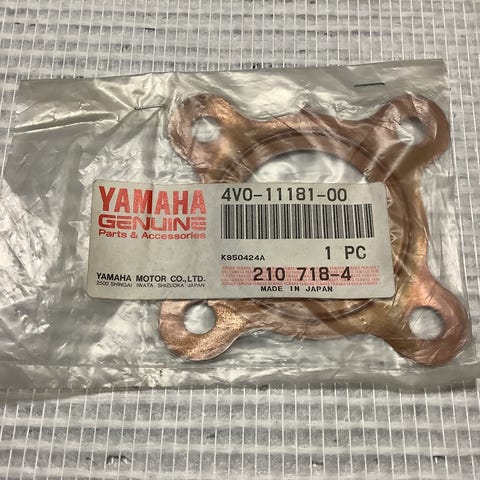 YAMAHA
GENUINE
Parts & Accessories
4V0-11181-00
K950424A
1 PC
YAMAHA MOTOR CO., LTD.
2500 SHINGAI IWATA SHIZUOKA JAPAN
210 718-4
MADE IN JAPAN